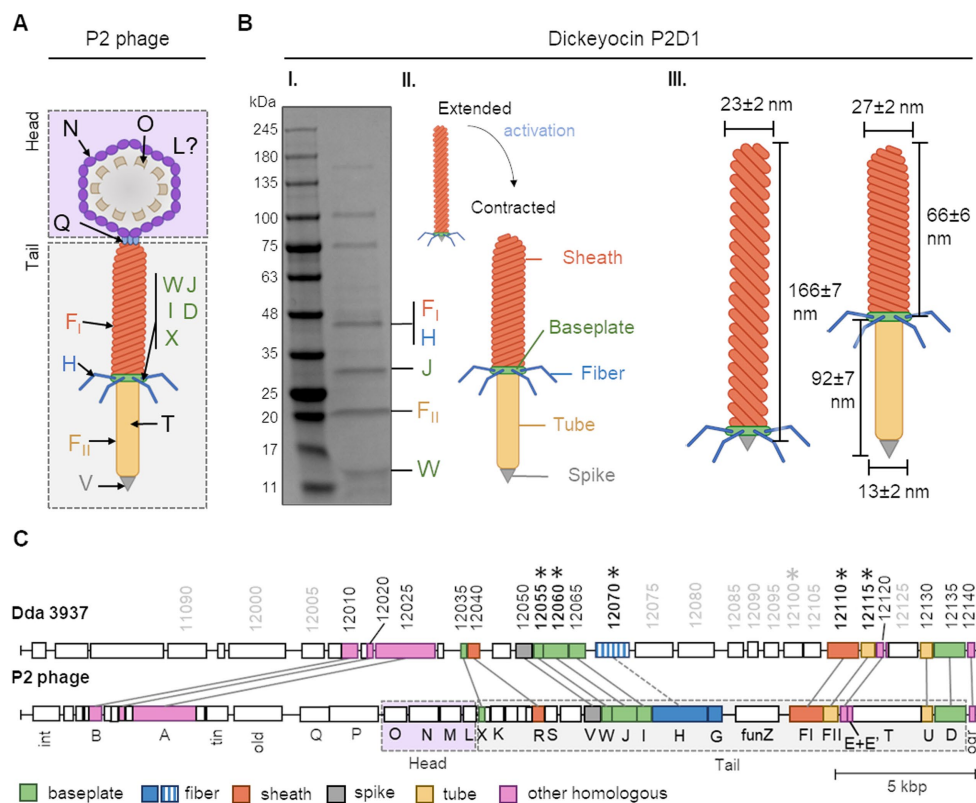 A
P2 phage
Head
N
O
L?
Q
Tail
W J
I D
X
F_I
H
T
F_II
V
B
Dickeyocin P2D1
I.
kDa
245
180
135
100
75
63
48
35
25
20
17
11
F_I
H
J
F_II
W
II.
Extended
activation
Contracted
Sheath
Baseplate
Fiber
Tube
Spike
III.
23±2 nm
166±7
nm
27±2 nm
66±6
nm
92±7
nm
13±2 nm
C
Dda 3937
11090 12000 12005 12010 12020 12025 12035 12040 12050 12055 * 12060 * 12065 12070 * 12075 12080 12085 12090 12095 12100 * 12105 12110 * 12115 * 12120 12125 12130 12135 12140
P2 phage
int B A tin old Q P O N M L X K R S V W J I H G funZ FI FII E+E' T U D
Head Tail
5 kbp
baseplate fiber sheath spike tube other homologous